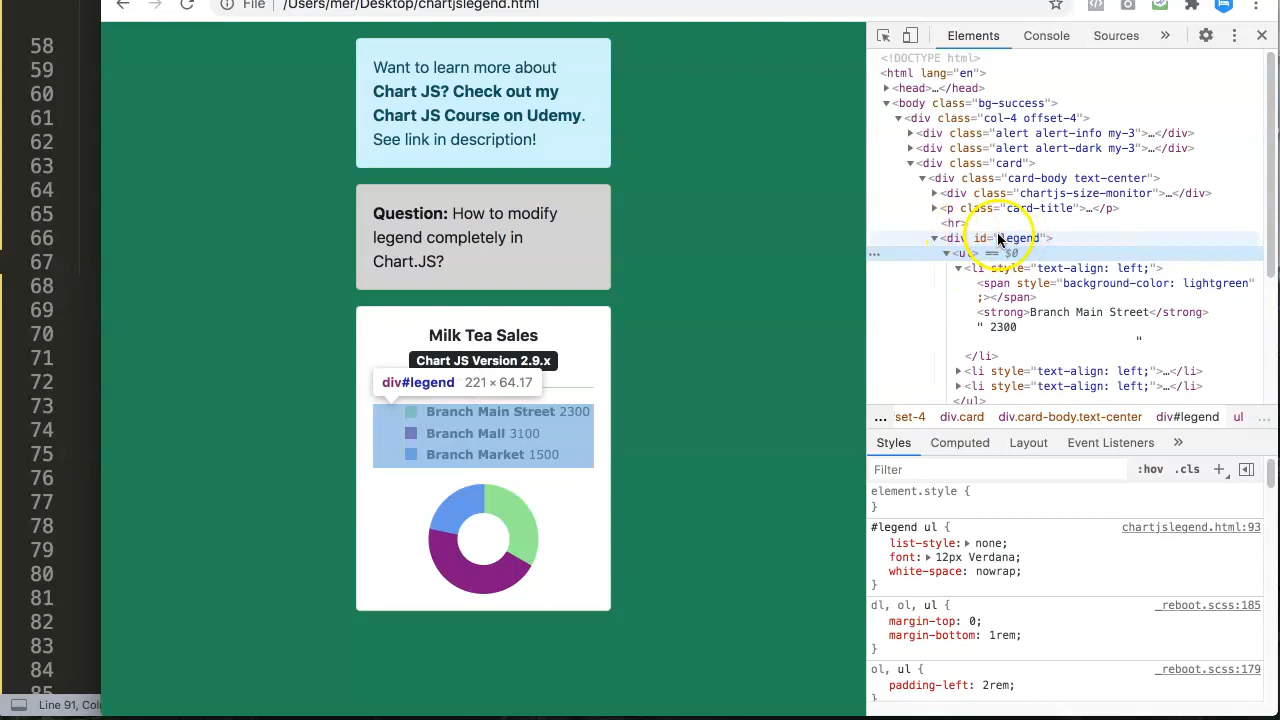 File | /Users/mer/Desktop/chartjslegend.html
58
59
60
61
62
63
64
65
66
67
68
69
70
71
72
73
74
75
76
77
78
79
80
81
82
83
84
85
Line 91, Colu
Want to learn more about
Chart JS? Check out my
Chart JS Course on Udemy.
See link in description!
Question: How to modify
legend completely in
Chart.JS?
Milk Tea Sales
Chart JS Version 2.9.x
div#legend 221 × 64.17
Branch Main Street 2300
Branch Mall 3100
Branch Market 1500
Elements Console Sources »
<!DOCTYPE html>
<html lang="en">
<head>…</head>
<body class="bg-success">
<div class="col-4 offset-4">
<div class="alert alert-info my-3">…</div>
<div class="alert alert-dark my-3">…</div>
<div class="card">
<div class="card-body text-center">
<div class="chartjs-size-monitor">…</div>
<p class="card-title">…</p>
<hr>
<div id="legend">
… <ul> == $0
<li style="text-align: left;">
<span style="background-color: lightgreen"
;></span>
<strong>Branch Main Street</strong>
" 2300
"
</li>
<li style="text-align: left;">…</li>
<li style="text-align: left;">…</li>
</ul>
… set-4 div.card div.card-body.text-center div#legend ul
Styles Computed Layout Event Listeners »
Filter :hov .cls +
element.style {
}
#legend ul { chartjslegend.html:93
list-style: none;
font: 12px Verdana;
white-space: nowrap;
}
dl, ol, ul { _reboot.scss:185
margin-top: 0;
margin-bottom: 1rem;
}
ol, ul { _reboot.scss:179
padding-left: 2rem;
}